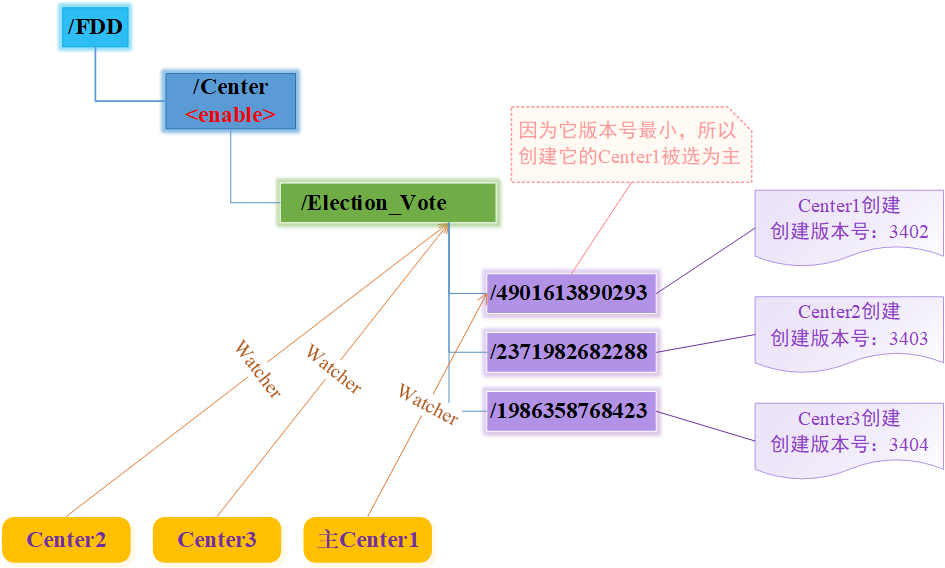 /FDD
/Center
<enable>
/Election_Vote
因为它版本号最小，所以
创建它的Center1被选为主
Center1创建
创建版本号：3402
/4901613890293
Center2创建
创建版本号：3403
/2371982682288
Center3创建
创建版本号：3404
/1986358768423
Watcher
Watcher
Watcher
Center2
Center3
主Center1